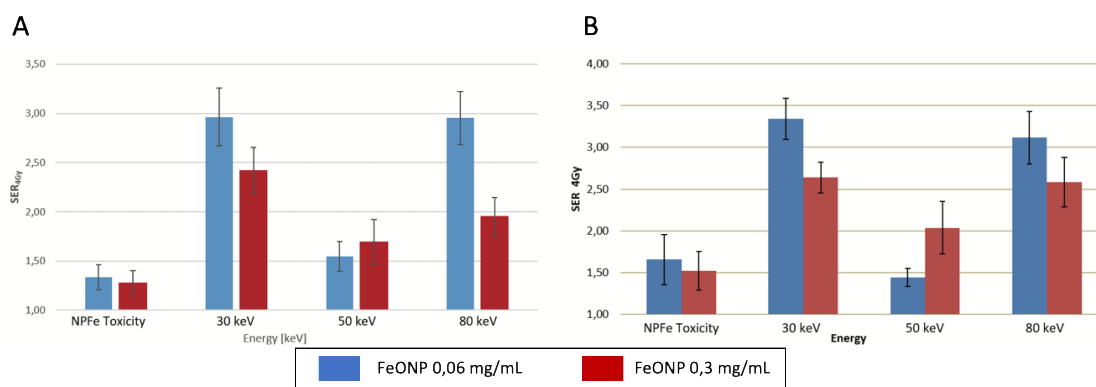 A
3,50
3,00
2,50
2,00
1,50
1,00
SER4Gy
NPFe Toxicity 30 keV 50 keV 80 keV
Energy [keV]
B
4,00
3,50
3,00
2,50
2,00
1,50
1,00
SER 4Gy
NPFe Toxicity 30 keV 50 keV 80 keV
Energy
FeONP 0,06 mg/mL FeONP 0,3 mg/mL